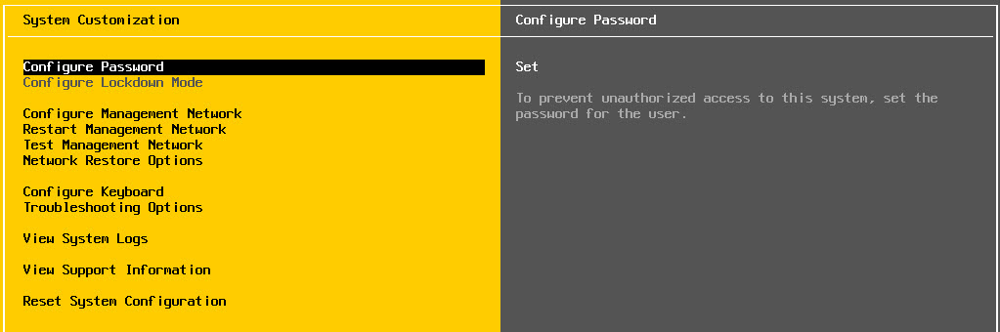 System Customization
Configure Password
Configure Lockdown Mode
Configure Management Network
Restart Management Network
Test Management Network
Network Restore Options
Configure Keyboard
Troubleshooting Options
View System Logs
View Support Information
Reset System Configuration
Configure Password
Set
To prevent unauthorized access to this system, set the
password for the user.